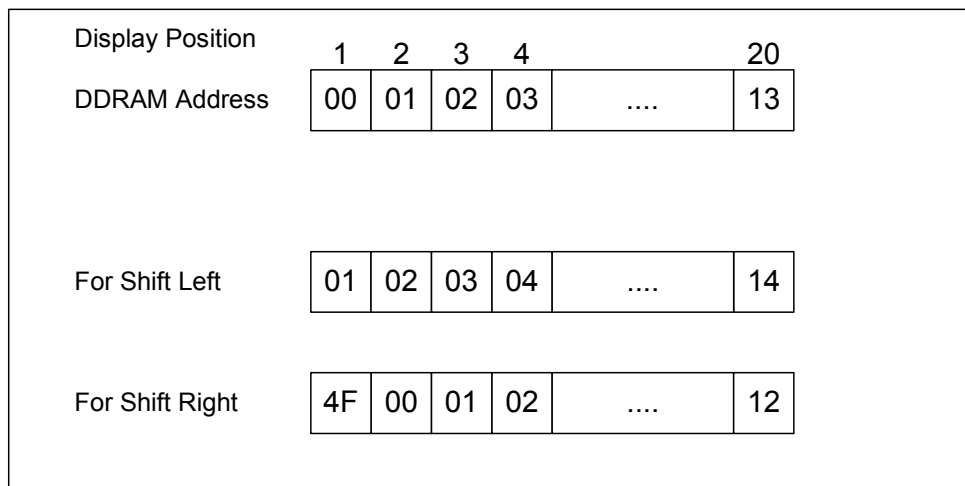 Display Position 1 2 3 4 20
DDRAM Address 00 01 02 03 .... 13
For Shift Left 01 02 03 04 .... 14
For Shift Right 4F 00 01 02 .... 12